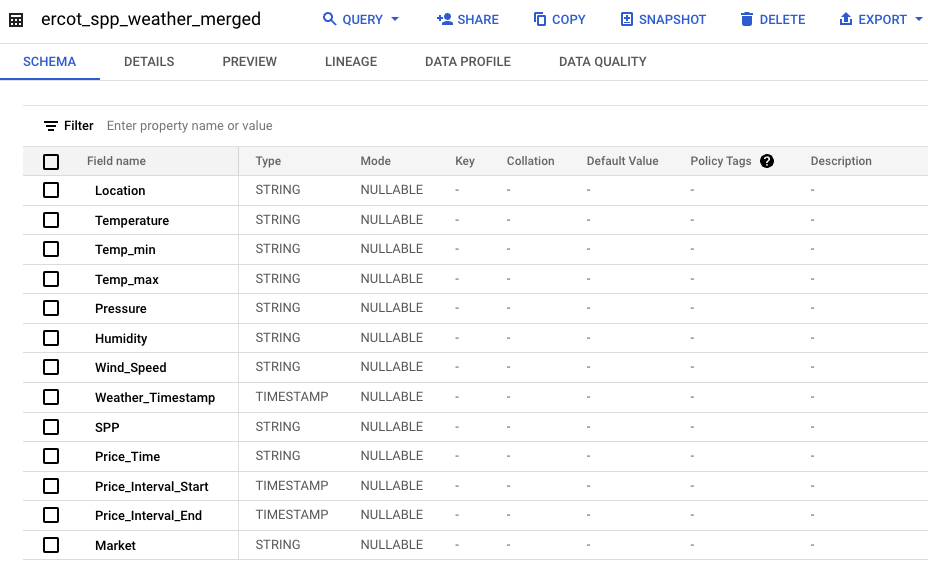 ercot_spp_weather_merged QUERY SHARE COPY SNAPSHOT DELETE EXPORT
SCHEMA DETAILS PREVIEW LINEAGE DATA PROFILE DATA QUALITY
Filter Enter property name or value
Field name Type Mode Key Collation Default Value Policy Tags ? Description
Location STRING NULLABLE - - - - -
Temperature STRING NULLABLE - - - - -
Temp_min STRING NULLABLE - - - - -
Temp_max STRING NULLABLE - - - - -
Pressure STRING NULLABLE - - - - -
Humidity STRING NULLABLE - - - - -
Wind_Speed STRING NULLABLE - - - - -
Weather_Timestamp TIMESTAMP NULLABLE - - - - -
SPP STRING NULLABLE - - - - -
Price_Time STRING NULLABLE - - - - -
Price_Interval_Start TIMESTAMP NULLABLE - - - - -
Price_Interval_End TIMESTAMP NULLABLE - - - - -
Market STRING NULLABLE - - - - -